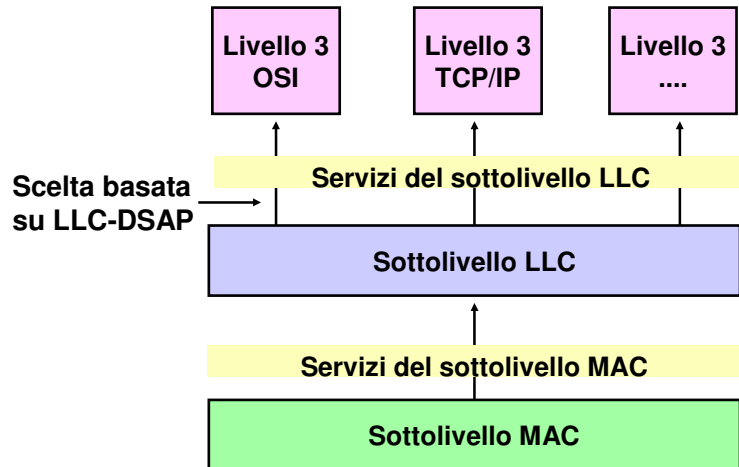 Livello 3
OSI
Livello 3
TCP/IP
Livello 3
....
Servizi del sottolivello LLC
Scelta basata
su LLC-DSAP
Sottolivello LLC
Servizi del sottolivello MAC
Sottolivello MAC